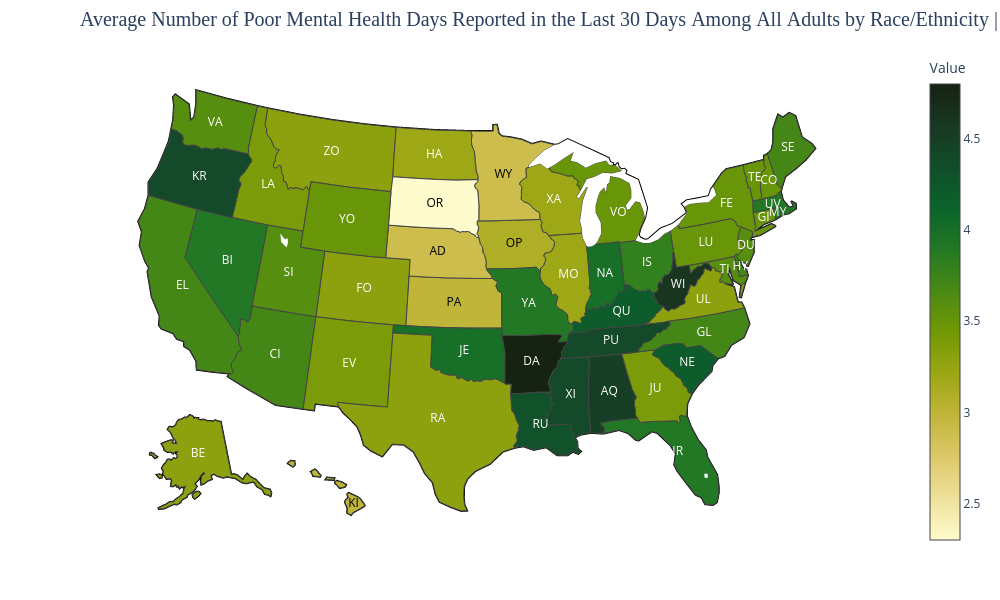 Average Number of Poor Mental Health Days Reported in the Last 30 Days Among All Adults by Race/Ethnicity |
Value
VA
ZO
HA
WY
SE
KR
LA
OR
XA
VO
FE
TE
CO
UV
MY
GI
YO
AD
OP
LU
DU
EL
BI
SI
FO
PA
MO
NA
IS
TI
HY
WI
UL
YA
QU
GL
CI
EV
JE
DA
PU
NE
RA
RU
XI
AQ
JU
IR
BE
KI
4.5
4
3.5
3
2.5